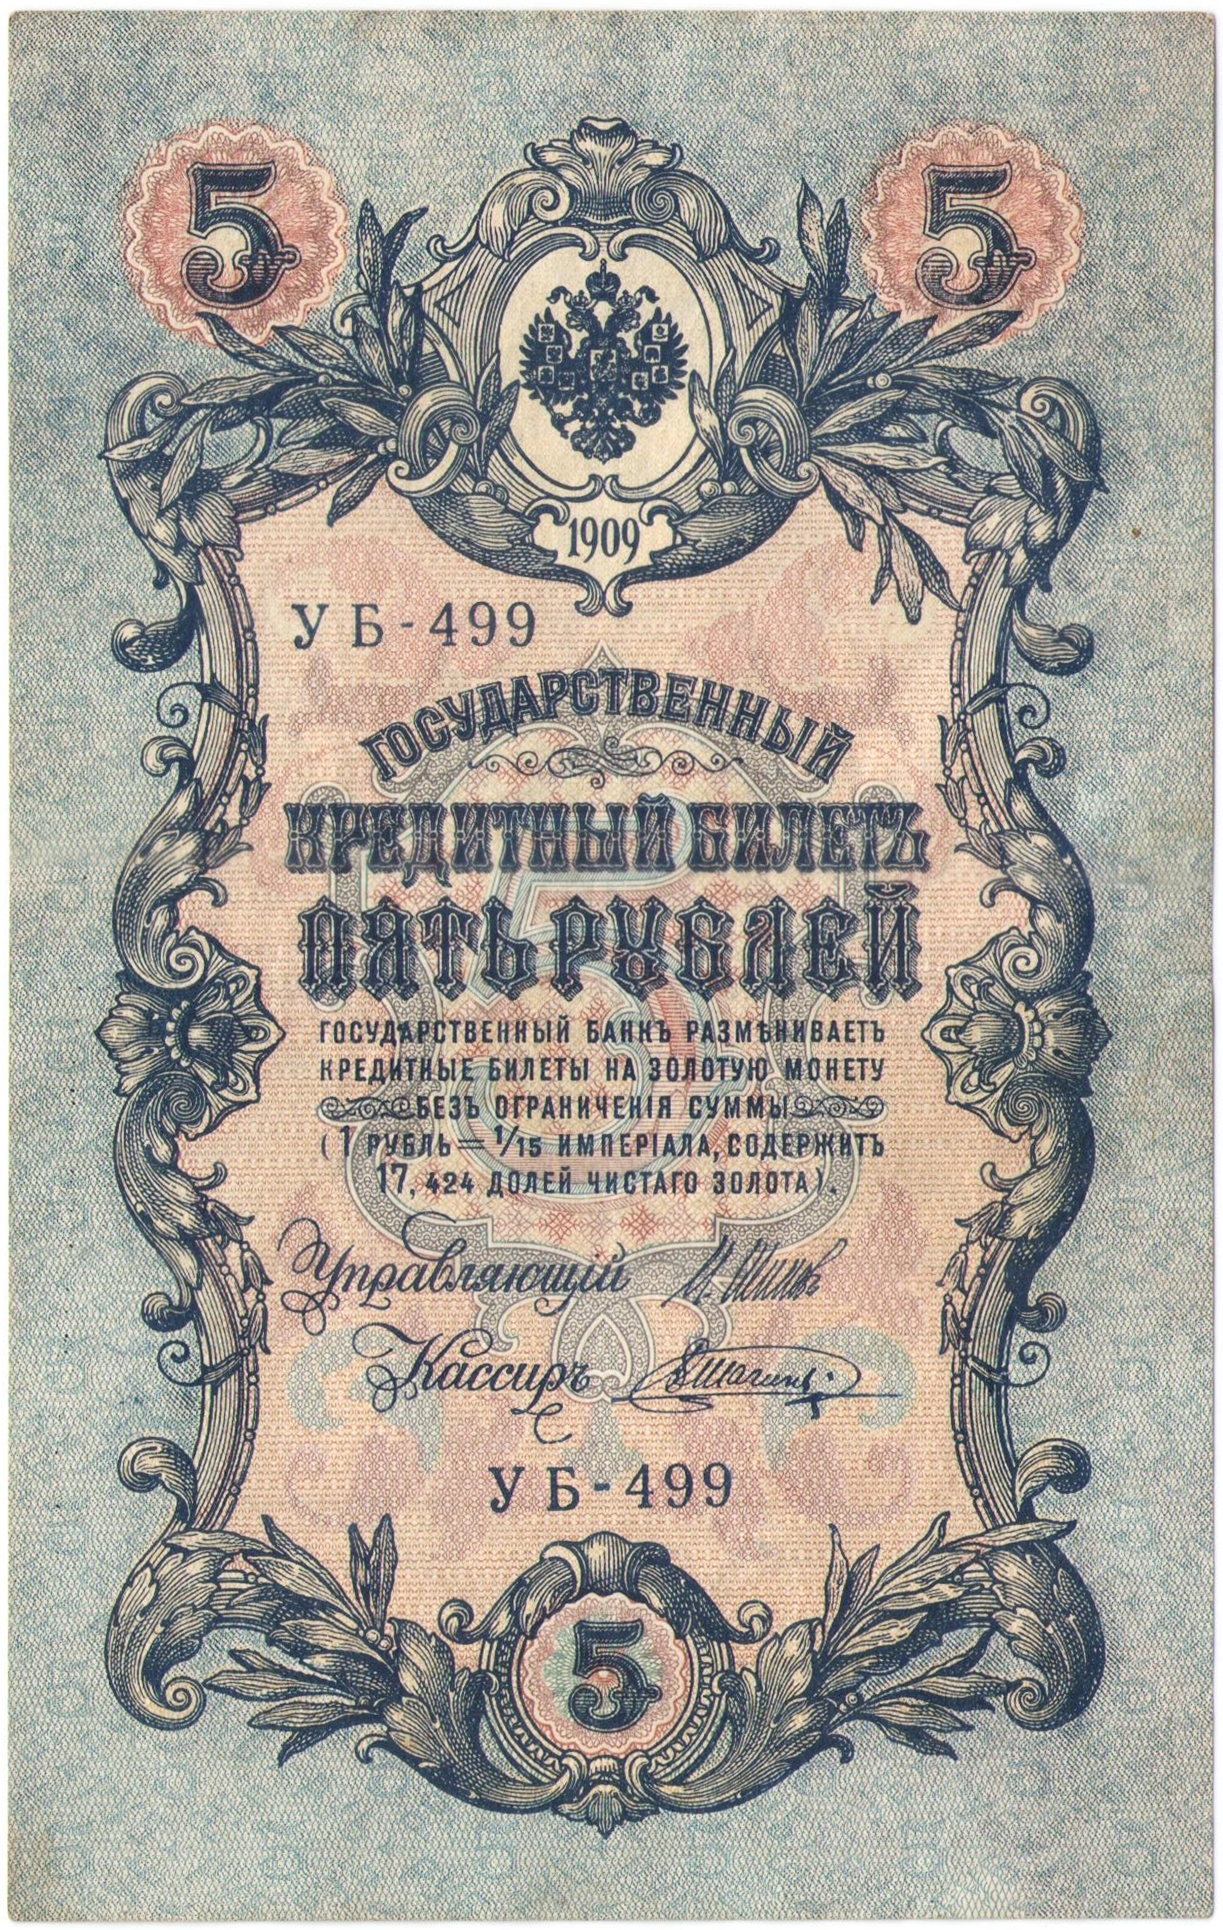 5 5
1909
УБ-499
ГОСУДАРСТВЕННЫЙ
КРЕДИТНЫЙ БИЛЕТЪ
ПЯТЬ РУБЛЕЙ
ГОСУДАРСТВЕННЫЙ БАНКЪ РАЗМѢНИВАЕТЪ
КРЕДИТНЫЕ БИЛЕТЫ НА ЗОЛОТУЮ МОНЕТУ
БЕЗЪ ОГРАНИЧЕНІЯ СУММЫ
(1 РУБЛЬ = 1/15 ИМПЕРІАЛА, СОДЕРЖИТЪ
17,424 ДОЛЕЙ ЧИСТАГО ЗОЛОТА).
Управляющій И. Шиповъ
Кассиръ
УБ-499
5